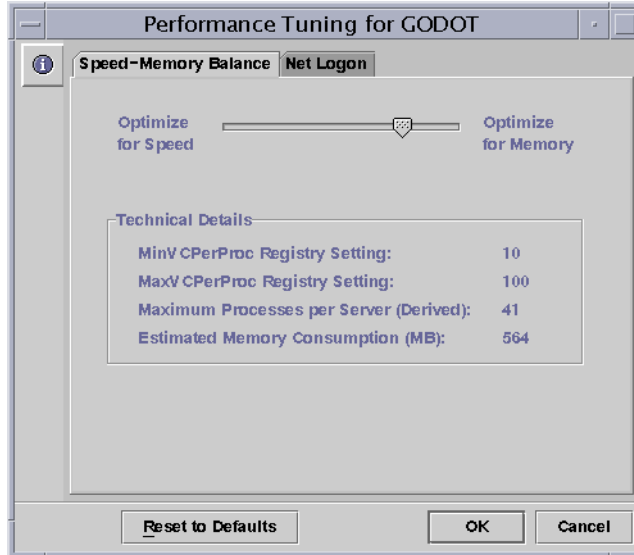 Performance Tuning for GODOT
Speed-Memory Balance Net Logon
Optimize for Speed
Optimize for Memory
Technical Details
MinVCPerProc Registry Setting: 10
MaxVCPerProc Registry Setting: 100
Maximum Processes per Server (Derived): 41
Estimated Memory Consumption (MB): 564
Reset to Defaults OK Cancel